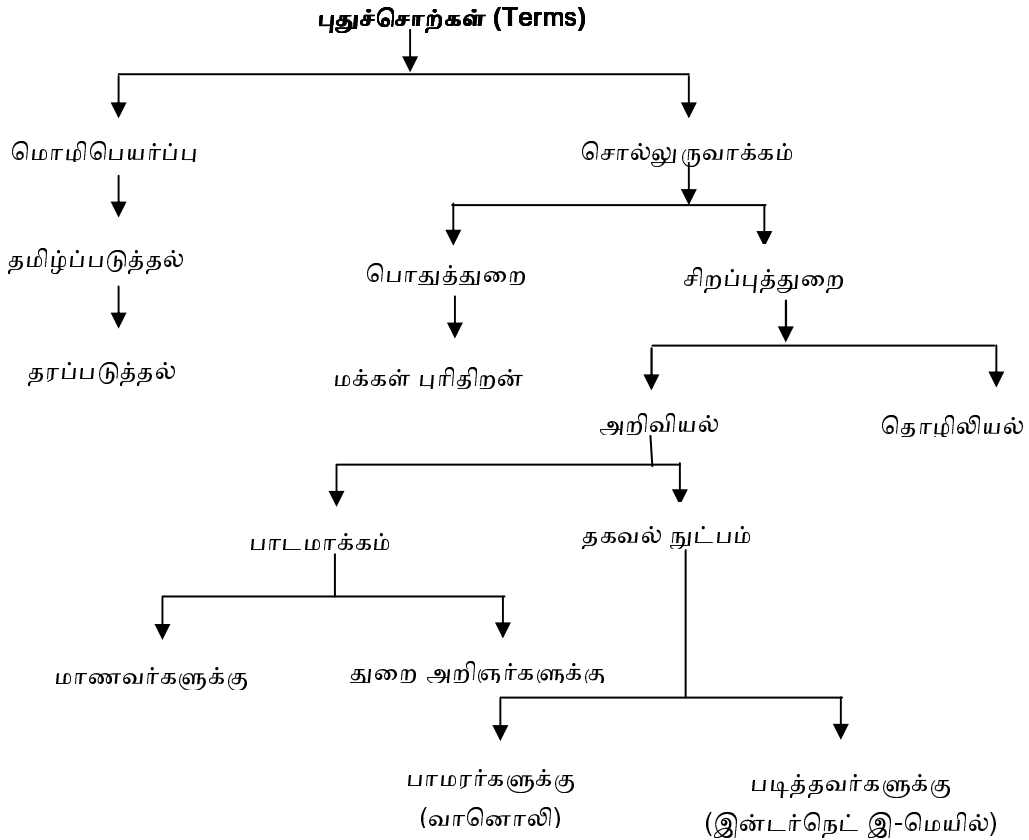 புதுச்சொற்கள் (Terms)
மொழிபெயர்ப்பு
சொல்லுருவாக்கம்
தமிழ்ப்படுத்தல்
பொதுத்துறை
சிறப்புத்துறை
தரப்படுத்தல்
மக்கள் புரிதிறன்
அறிவியல்
தொழிலியல்
பாடமாக்கம்
தகவல் நுட்பம்
மாணவர்களுக்கு
துறை அறிஞர்களுக்கு
பாமரர்களுக்கு
(வானொலி)
படித்தவர்களுக்கு
(இன்டர்நெட் இ-மெயில்)